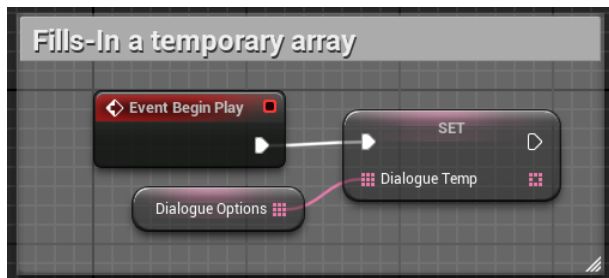 Fills-In a temporary array
Event Begin Play
SET
Dialogue Temp
Dialogue Options